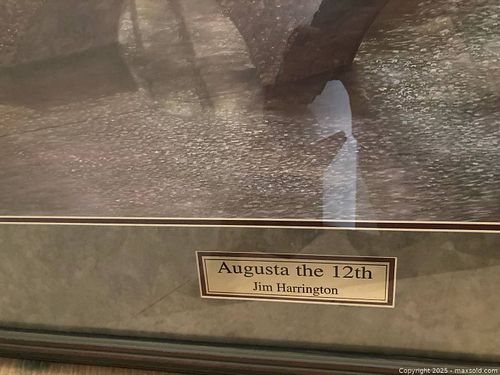 Augusta the 12th
Jim Harrington
Copyright 2025 - maxsold.com